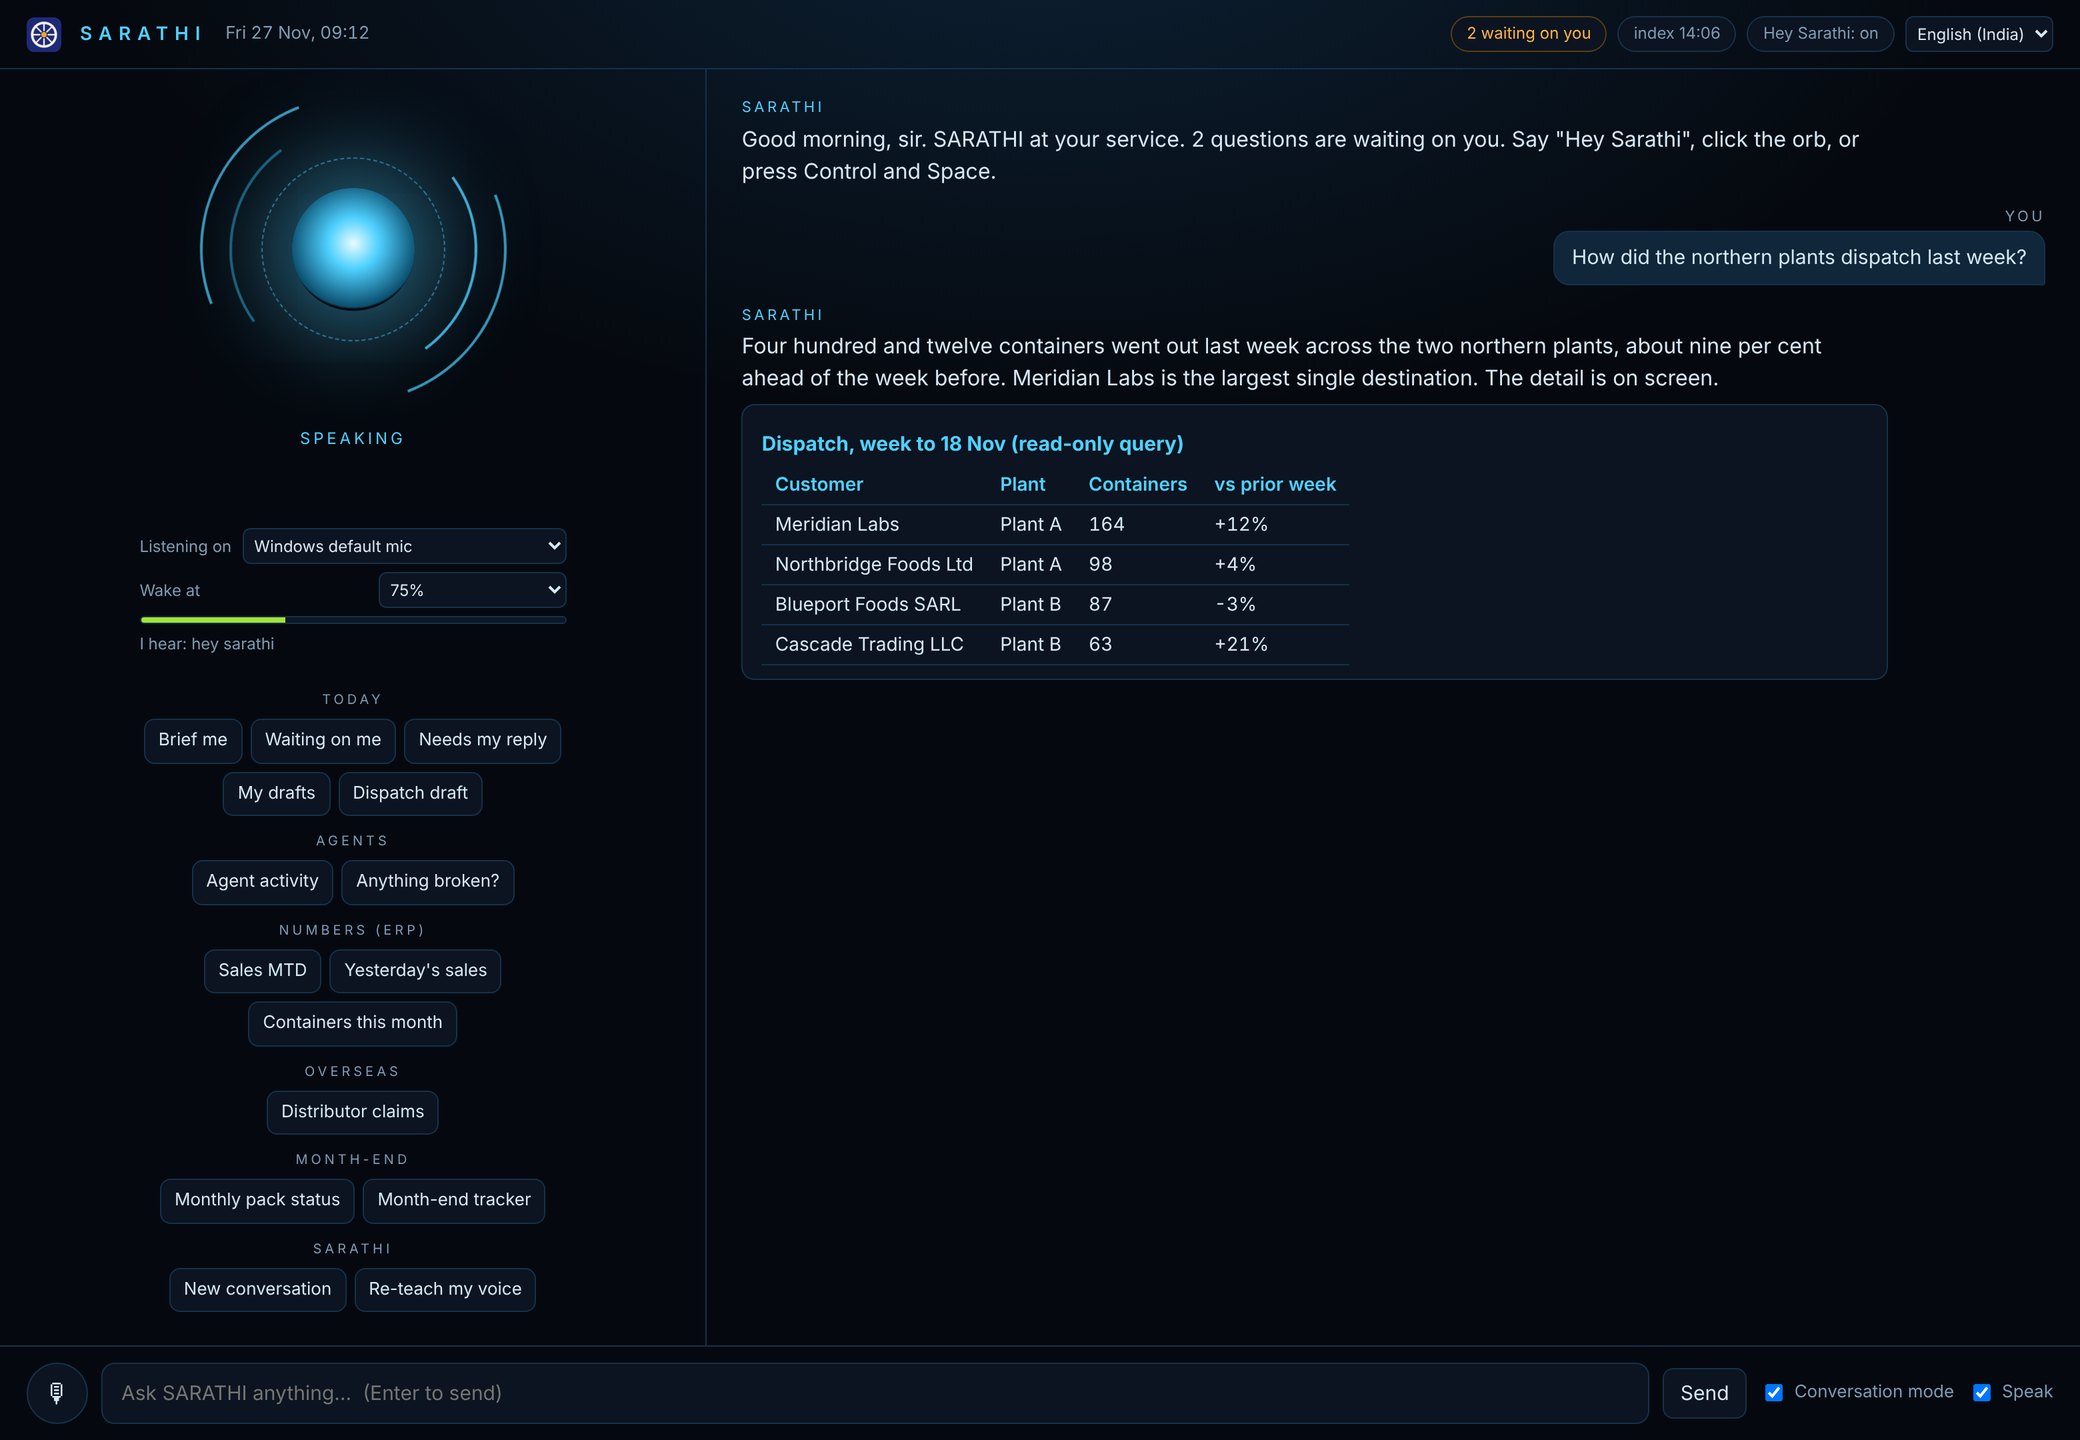 SARATHI Fri 27 Nov, 09:12
2 waiting on you
index 14:06
Hey Sarathi: on
English (India)
SPEAKING
Listening on Windows default mic
Wake at 75%
I hear: hey sarathi
TODAY
Brief me Waiting on me Needs my reply
My drafts Dispatch draft
AGENTS
Agent activity Anything broken?
NUMBERS (ERP)
Sales MTD Yesterday's sales
Containers this month
OVERSEAS
Distributor claims
MONTH-END
Monthly pack status Month-end tracker
SARATHI
New conversation Re-teach my voice
SARATHI
Good morning, sir. SARATHI at your service. 2 questions are waiting on you. Say "Hey Sarathi", click the orb, or
press Control and Space.
YOU
How did the northern plants dispatch last week?
SARATHI
Four hundred and twelve containers went out last week across the two northern plants, about nine per cent
ahead of the week before. Meridian Labs is the largest single destination. The detail is on screen.
Dispatch, week to 18 Nov (read-only query)
Customer Plant Containers vs prior week
Meridian Labs Plant A 164 +12%
Northbridge Foods Ltd Plant A 98 +4%
Blueport Foods SARL Plant B 87 -3%
Cascade Trading LLC Plant B 63 +21%
Ask SARATHI anything... (Enter to send)
Send
Conversation mode
Speak